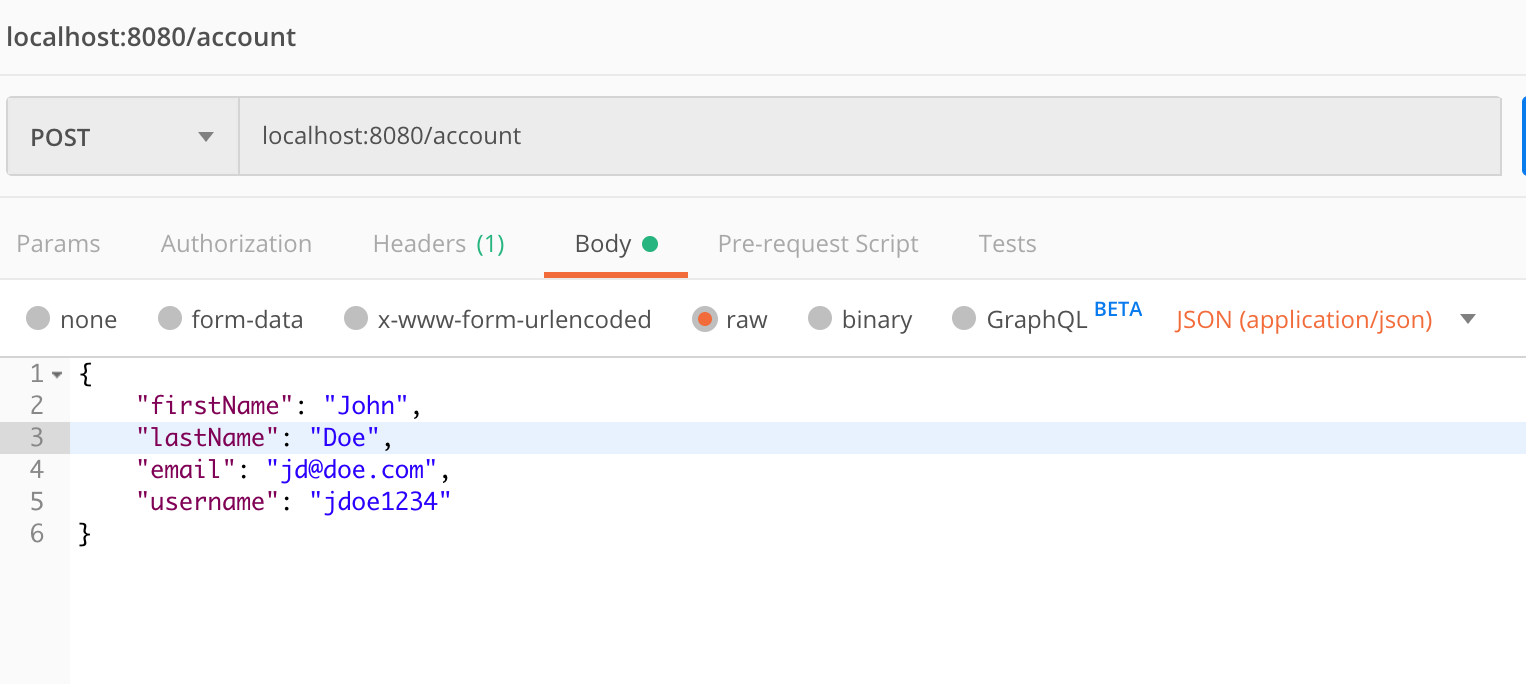 localhost:8080/account
POST localhost:8080/account
Params Authorization Headers (1) Body Pre-request Script Tests
none form-data x-www-form-urlencoded raw binary GraphQL BETA JSON (application/json)
1 {
2 "firstName": "John",
3 "lastName": "Doe",
4 "email": "jd@doe.com",
5 "username": "jdoe1234"
6 }